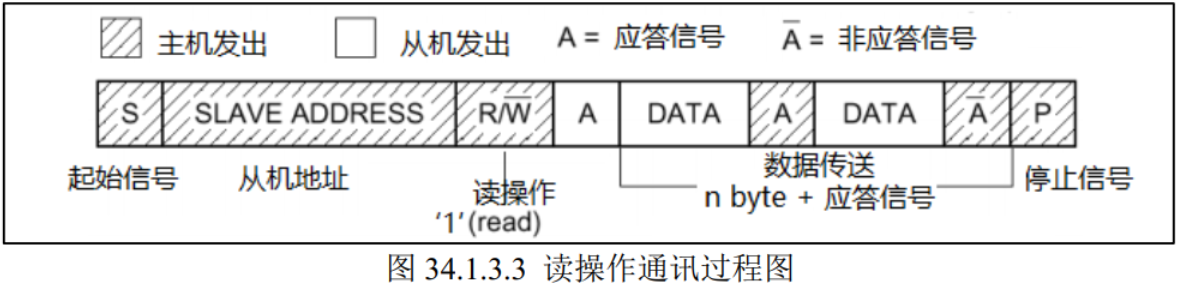 主机发出 从机发出 A = 应答信号 A̅ = 非应答信号
S SLAVE ADDRESS R/W̅ A DATA A DATA A̅ P
起始信号 从机地址 读操作 数据传送 停止信号
'1'(read) n byte + 应答信号
图 34.1.3.3 读操作通讯过程图